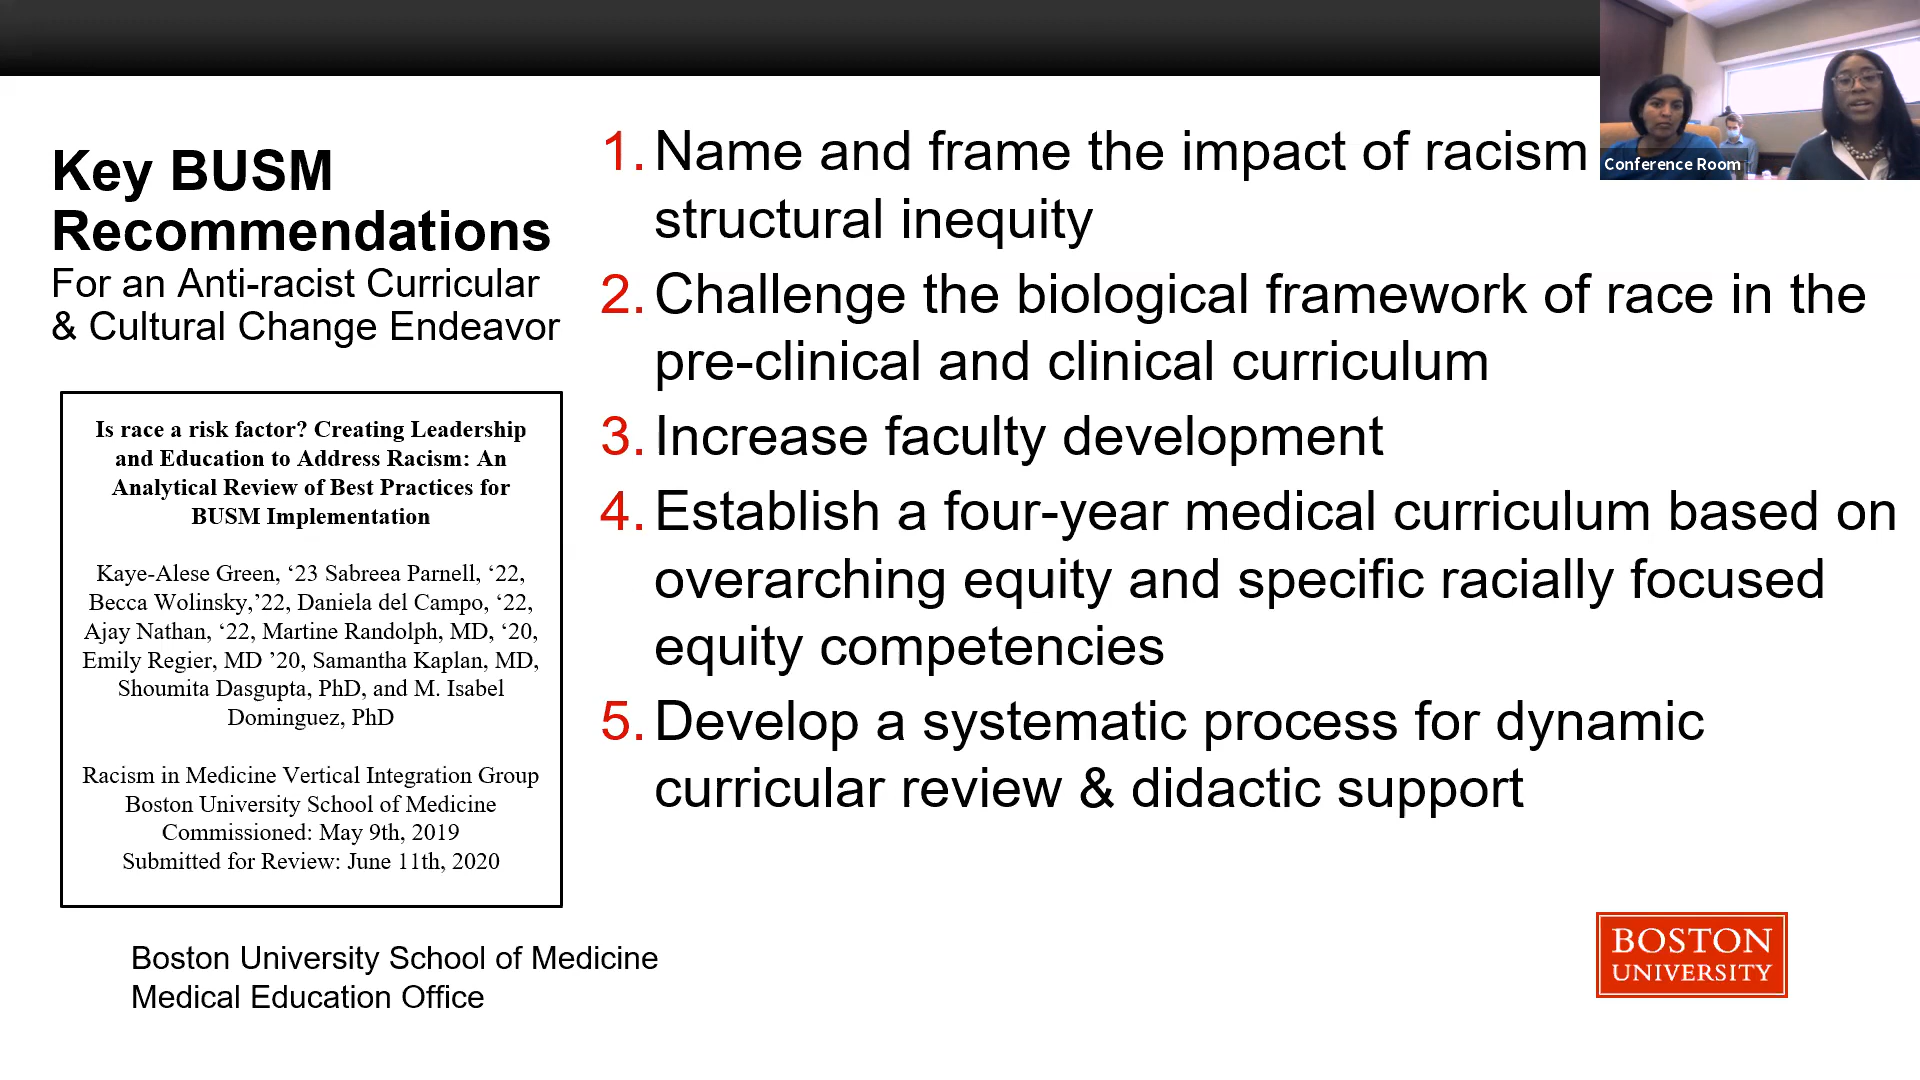 Key BUSM
Recommendations
For an Anti-racist Curricular
& Cultural Change Endeavor
Is race a risk factor? Creating Leadership
and Education to Address Racism: An
Analytical Review of Best Practices for
BUSM Implementation
Kaye-Alese Green, ‘23 Sabreea Parnell, ‘22,
Becca Wolinsky,’22, Daniela del Campo, ‘22,
Ajay Nathan, ‘22, Martine Randolph, MD, ‘20,
Emily Regier, MD ’20, Samantha Kaplan, MD,
Shoumita Dasgupta, PhD, and M. Isabel
Dominguez, PhD
Racism in Medicine Vertical Integration Group
Boston University School of Medicine
Commissioned: May 9th, 2019
Submitted for Review: June 11th, 2020
1. Name and frame the impact of racism
structural inequity
2. Challenge the biological framework of race in the
pre-clinical and clinical curriculum
3. Increase faculty development
4. Establish a four-year medical curriculum based on
overarching equity and specific racially focused
equity competencies
5. Develop a systematic process for dynamic
curricular review & didactic support
Conference Room
Boston University School of Medicine
Medical Education Office
BOSTON
UNIVERSITY